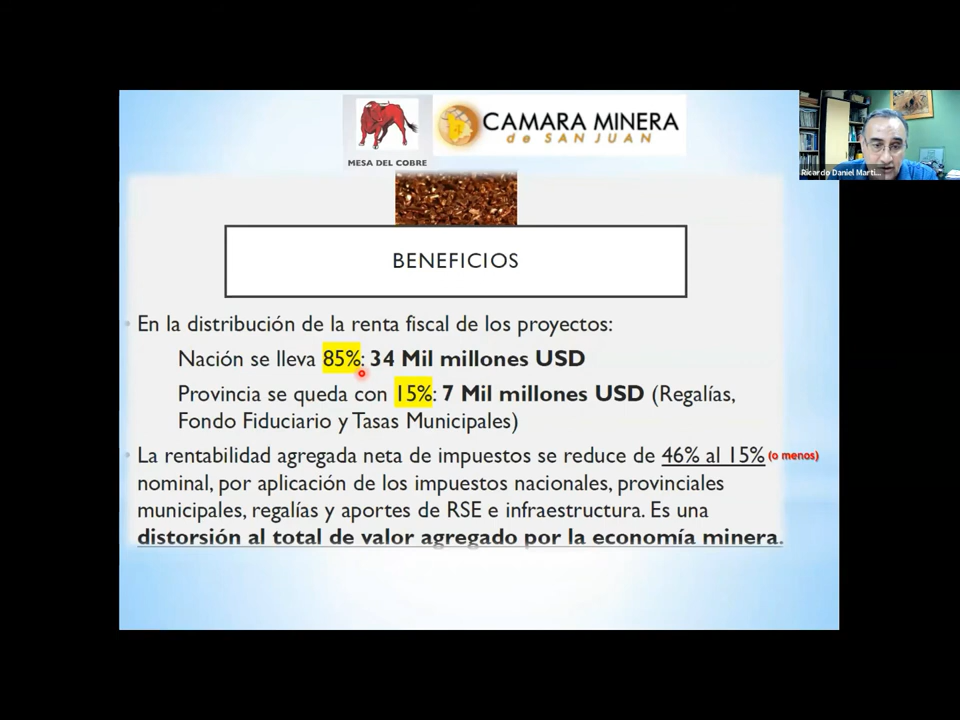 MESA DEL COBRE
CAMARA MINERA
de SAN JUAN
Ricardo Daniel Marti...
BENEFICIOS
• En la distribución de la renta fiscal de los proyectos:
Nación se lleva 85%: 34 Mil millones USD
Provincia se queda con 15%: 7 Mil millones USD (Regalías,
Fondo Fiduciario y Tasas Municipales)
• La rentabilidad agregada neta de impuestos se reduce de 46% al 15% (o menos)
nominal, por aplicación de los impuestos nacionales, provinciales
municipales, regalías y aportes de RSE e infraestructura. Es una
distorsión al total de valor agregado por la economía minera.